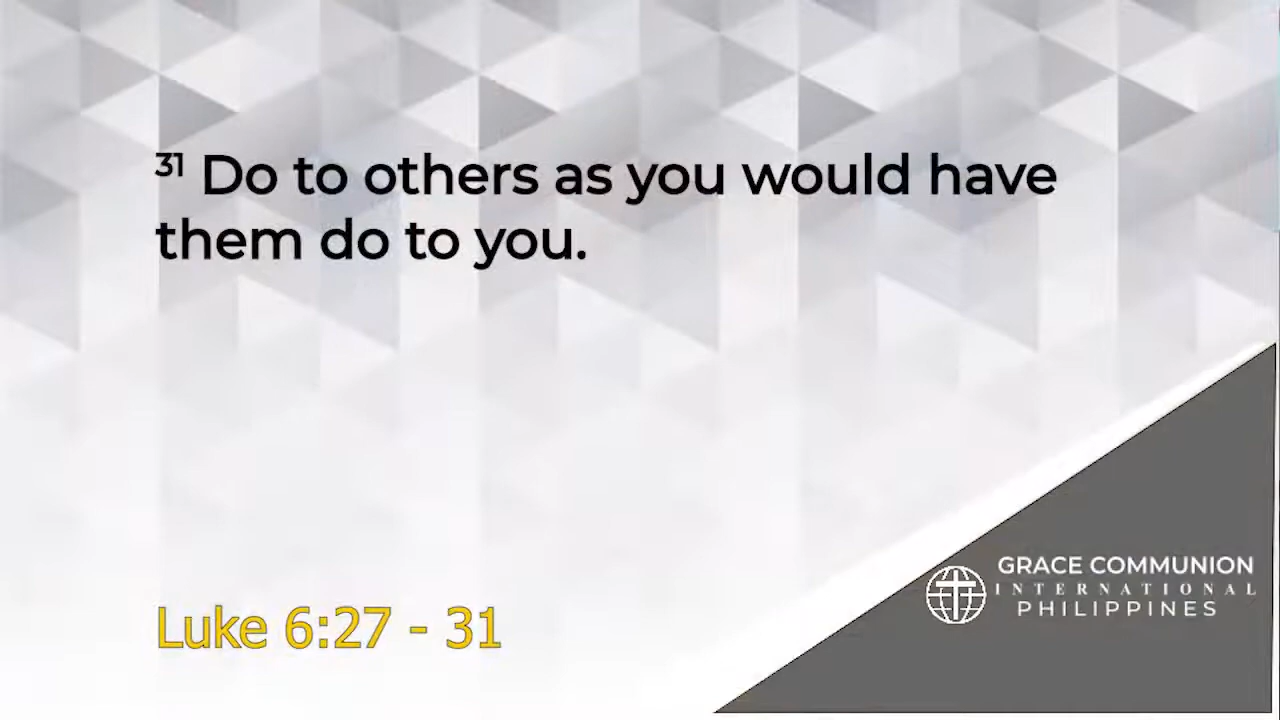 31 Do to others as you would have
them do to you.
Luke 6:27 - 31
GRACE COMMUNION
INTERNATIONAL
PHILIPPINES